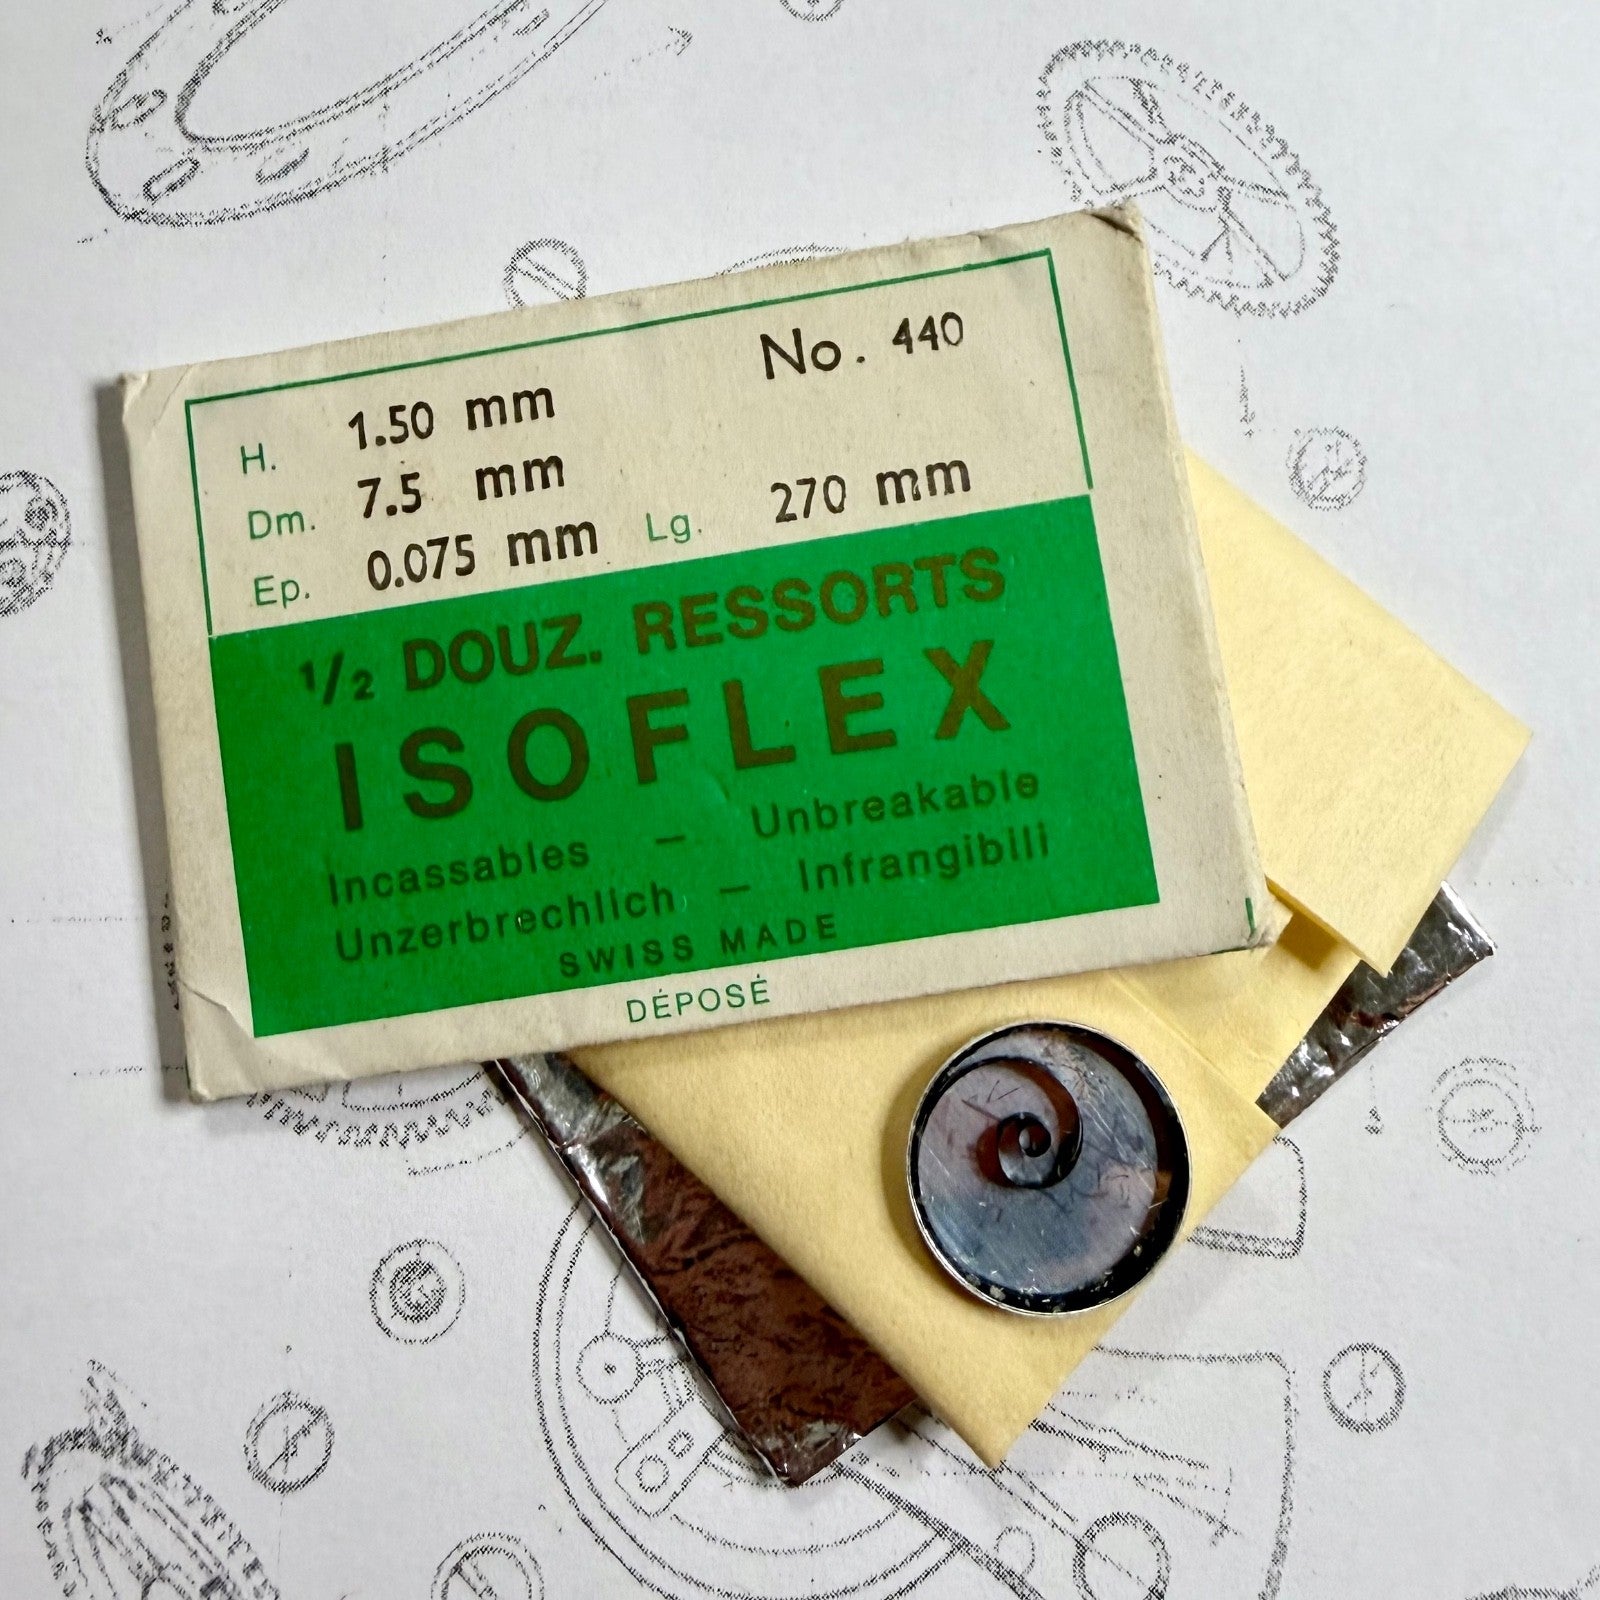 No. 440
H. 1.50 mm
Dm. 7.5 mm
Ep. 0.075 mm Lg. 270 mm
1/2 DOUZ. RESSORTS
ISOFLEX
Incassables – Unbreakable
Unzerbrechlich – Infrangibili
SWISS MADE
DÉPOSÉ